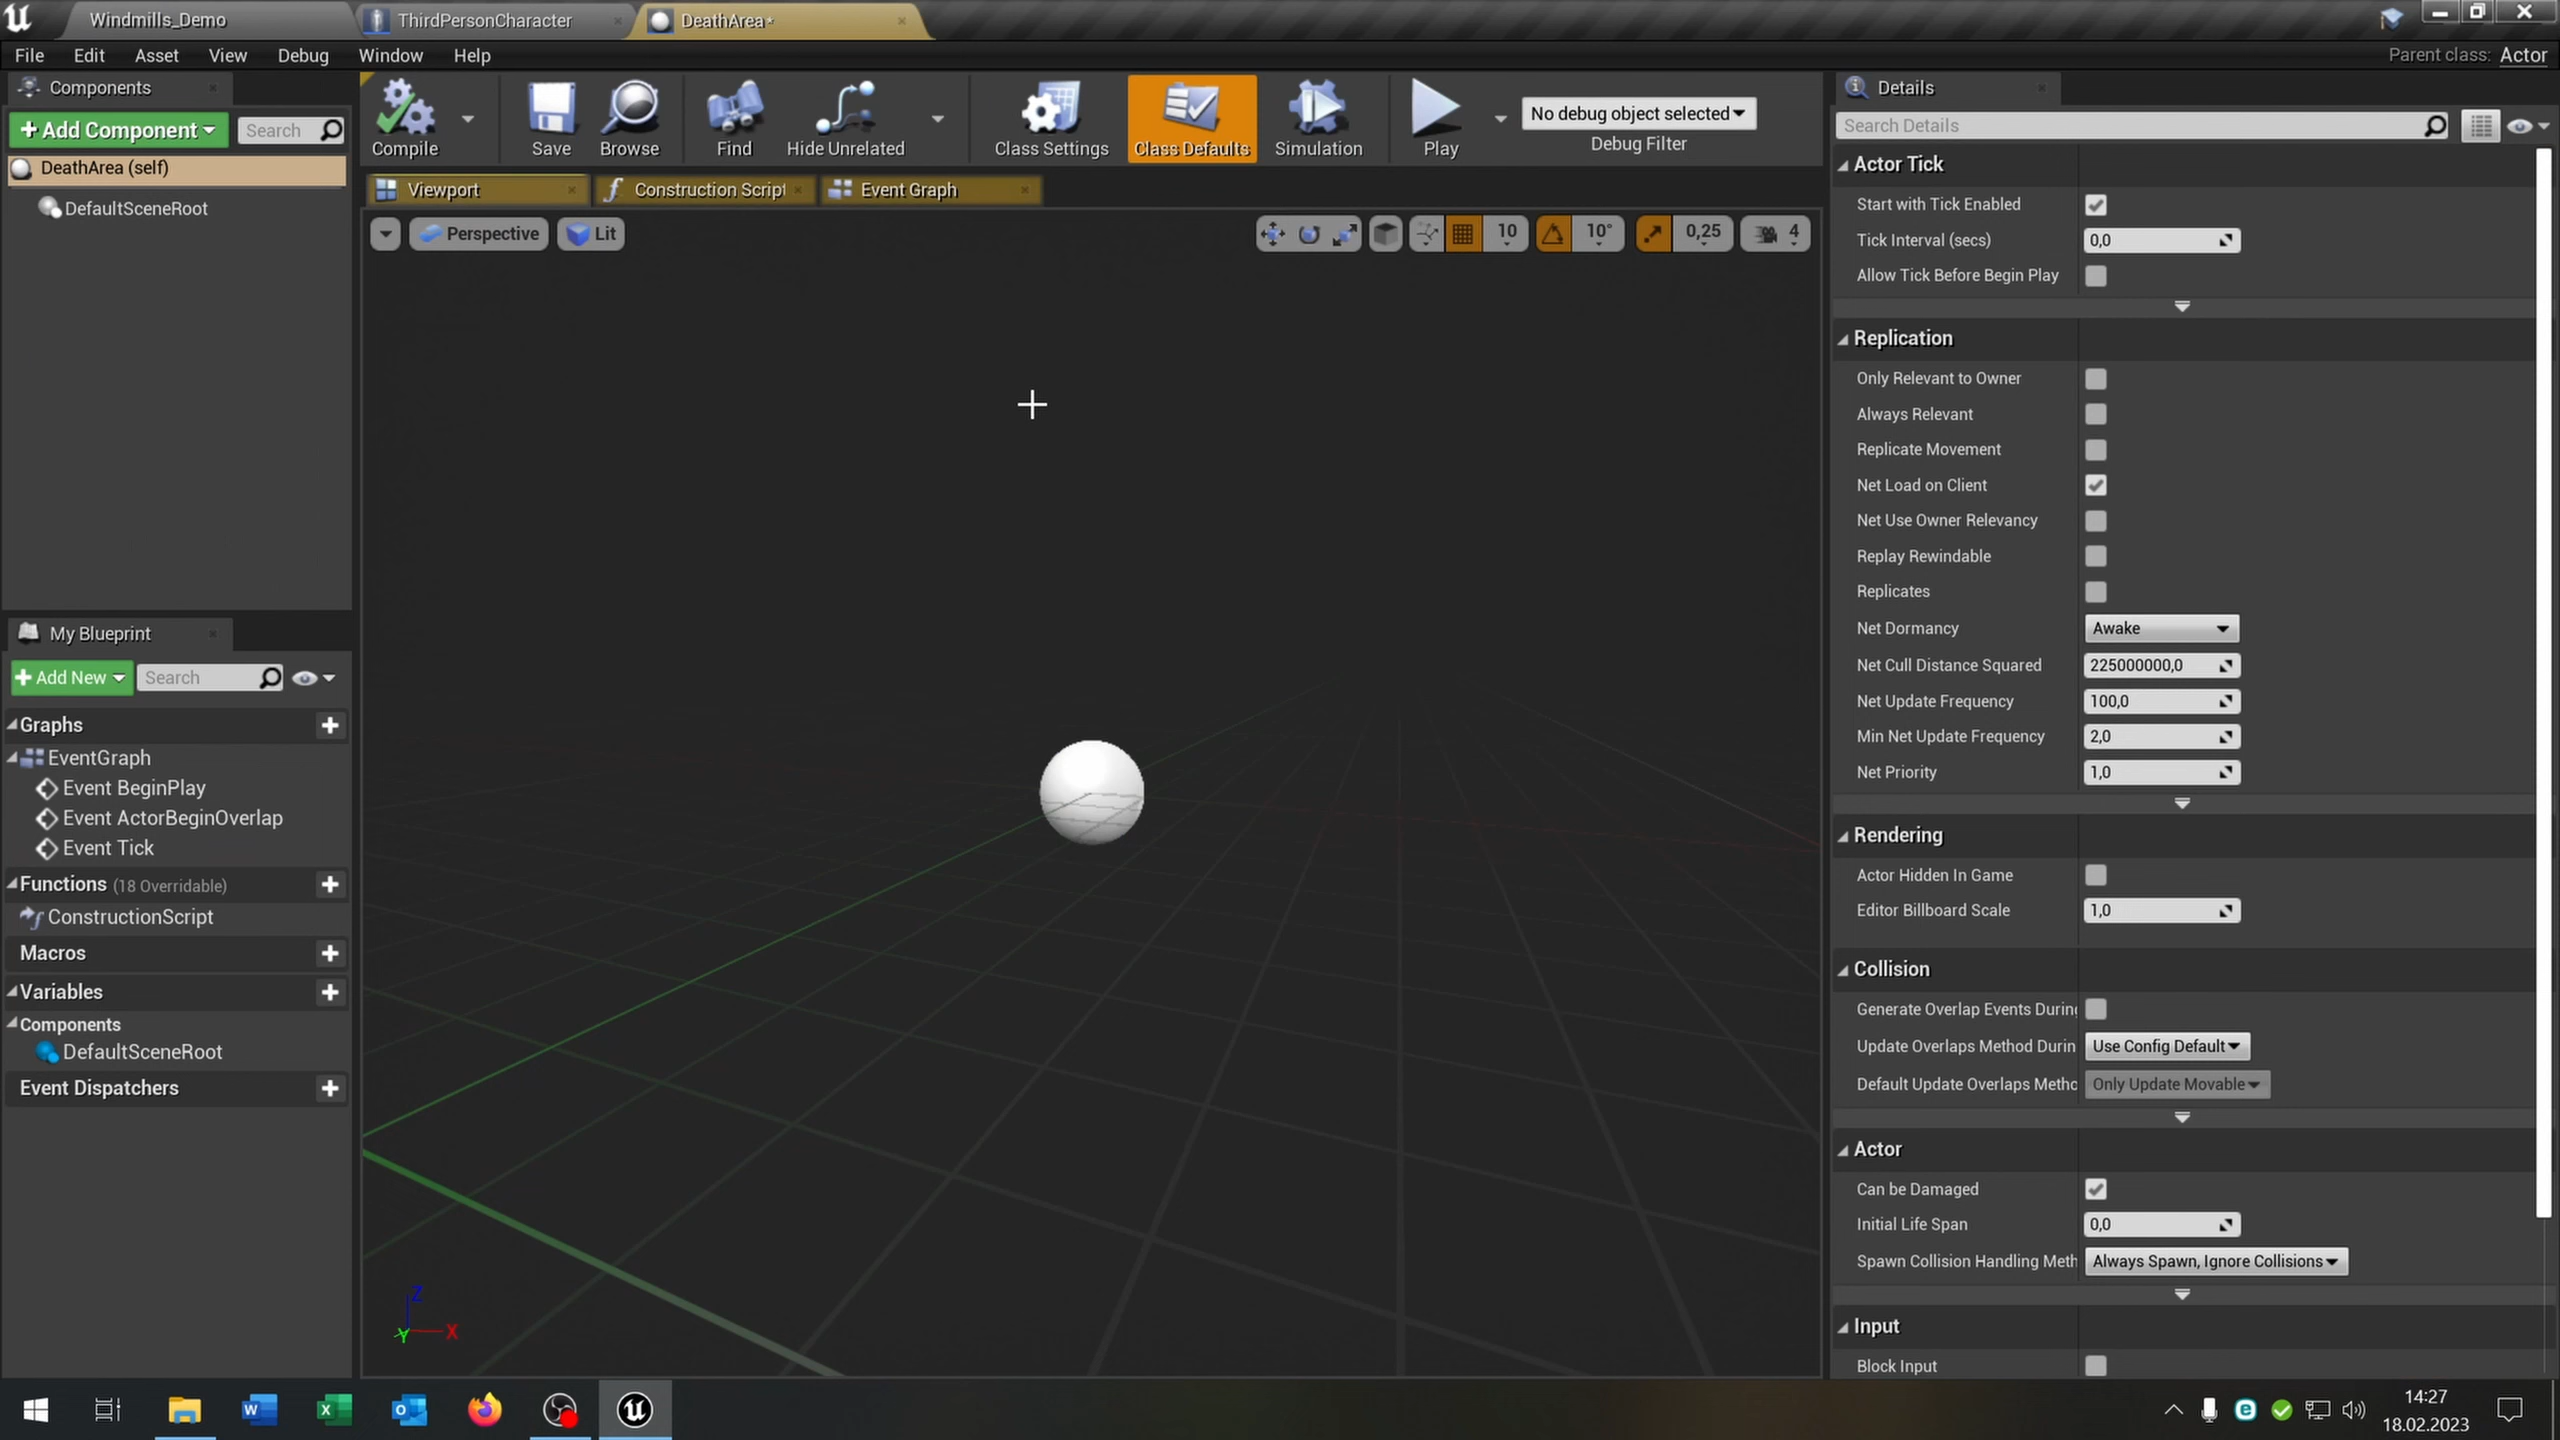 Windmills_Demo
ThirdPersonCharacter
DeathArea*
File Edit Asset View Debug Window Help
Parent class: Actor
Components
+Add Component
Search
DeathArea (self)
DefaultSceneRoot
Compile
Save
Browse
Find
Hide Unrelated
Class Settings
Class Defaults
Simulation
Play
No debug object selected
Debug Filter
Viewport
Construction Script
Event Graph
Perspective
Lit
10
10°
0,25
4
Z
X
Y
My Blueprint
+Add New
Search
Graphs
EventGraph
Event BeginPlay
Event ActorBeginOverlap
Event Tick
Functions (18 Overridable)
ConstructionScript
Macros
Variables
Components
DefaultSceneRoot
Event Dispatchers
Details
Search Details
Actor Tick
Start with Tick Enabled
Tick Interval (secs) 0,0
Allow Tick Before Begin Play
Replication
Only Relevant to Owner
Always Relevant
Replicate Movement
Net Load on Client
Net Use Owner Relevancy
Replay Rewindable
Replicates
Net Dormancy Awake
Net Cull Distance Squared 225000000,0
Net Update Frequency 100,0
Min Net Update Frequency 2,0
Net Priority 1,0
Rendering
Actor Hidden In Game
Editor Billboard Scale 1,0
Collision
Generate Overlap Events During
Update Overlaps Method Durin Use Config Default
Default Update Overlaps Metho Only Update Movable
Actor
Can be Damaged
Initial Life Span 0,0
Spawn Collision Handling Meth Always Spawn, Ignore Collisions
Input
Block Input
14:27
18.02.2023